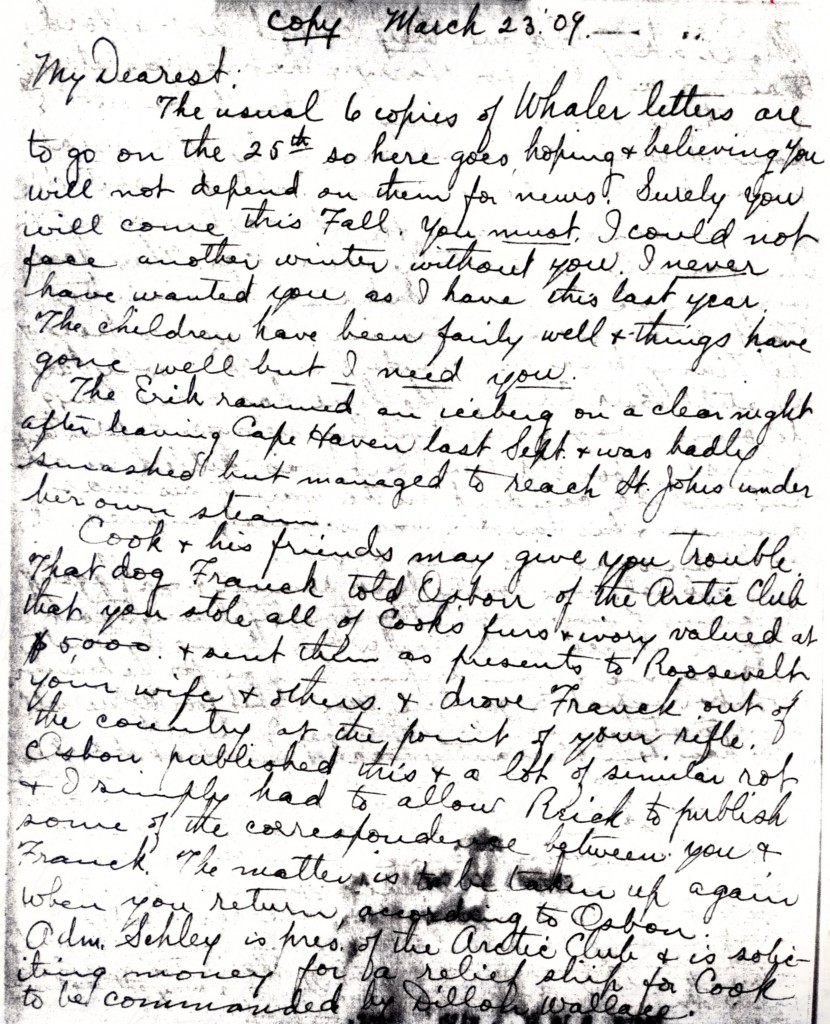 Copy March 23. '09.
My Dearest:
The usual 6 copies of Whaler letters are
to go on the 25th so here goes, hoping & believing you
will not depend on them for news. Surely you
will come this Fall. You must. I could not
face another winter without you. I never
have wanted you as I have this last year.
The children have been fairly well & things have
gone well but I need you.
The Erik rammed an iceberg on a clear night
after leaving Cape Haven last Sept. & was badly
smashed but managed to reach St. Johns under
her own steam.
Cook & his friends may give you trouble.
That dog Franck told Osbon of the Arctic Club
that you stole all of Cook's furs & ivory valued at
$5,000. & sent them as presents to Roosevelt
your wife & others. & drove Franck out of
the country at the point of your rifle.
Osbon published this & a lot of similar rot
& I simply had to allow Reick to publish
some of the correspondence between you &
Franck. The matter is to be taken up again
when you return, according to Osbon.
Adm. Schley is pres. of the Arctic Club & is solic-
iting money for a relief ship for Cook
to be commanded by Dillon Wallace.